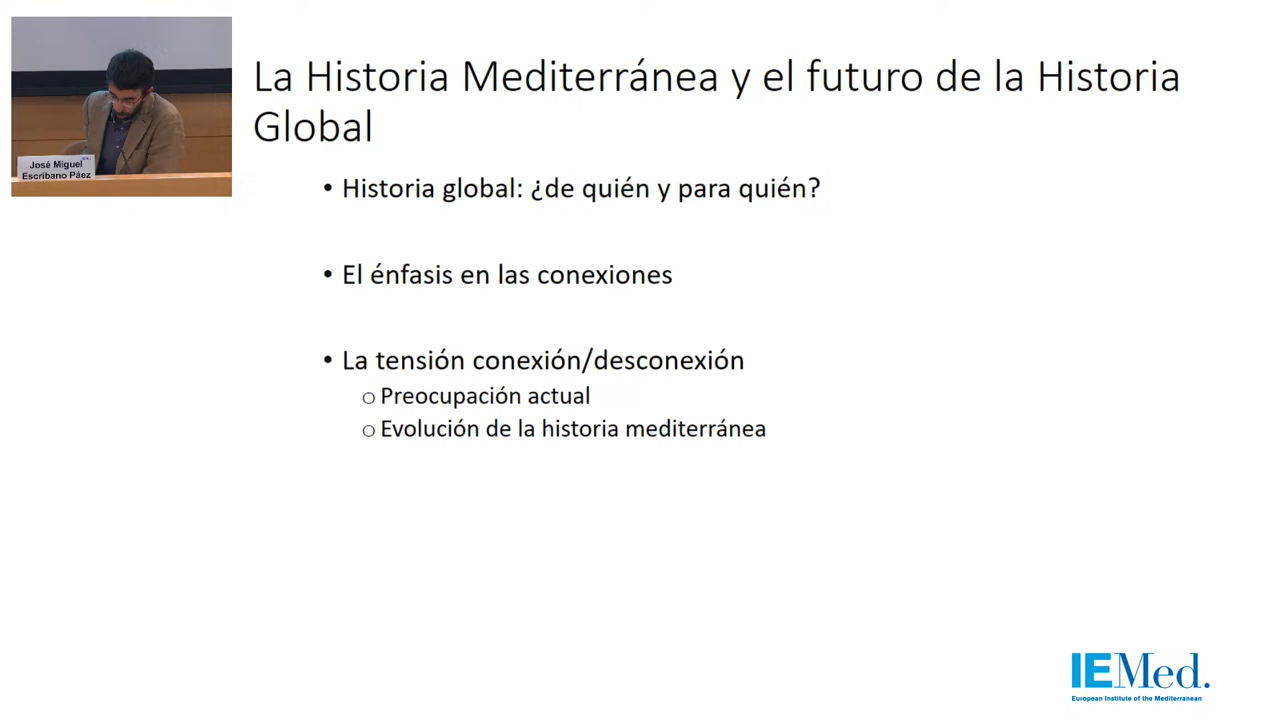 José Miguel
Escribano Páez
La Historia Mediterránea y el futuro de la Historia
Global
• Historia global: ¿de quién y para quién?
• El énfasis en las conexiones
• La tensión conexión/desconexión
o Preocupación actual
o Evolución de la historia mediterránea
IEMed.
European Institute of the Mediterranean